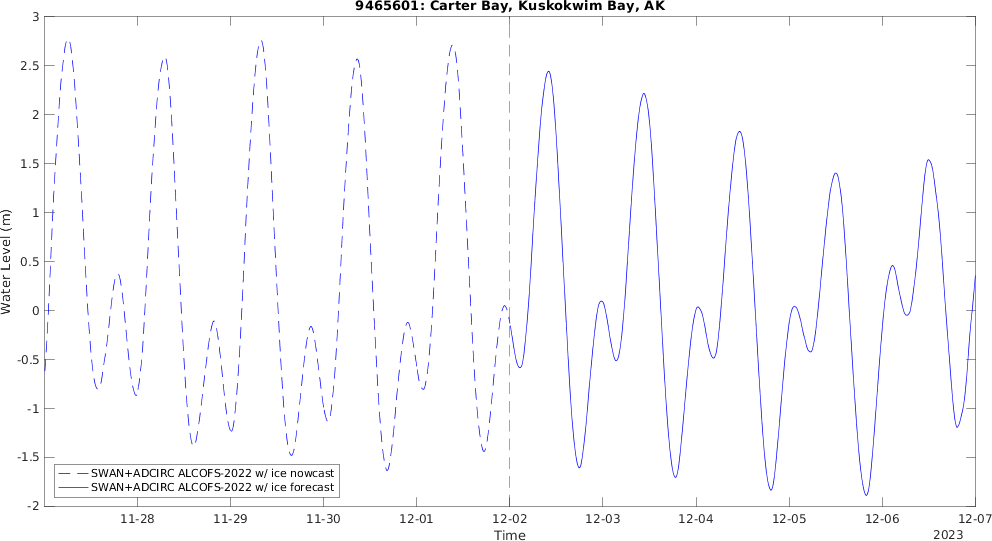 9465601: Carter Bay, Kuskokwim Bay, AK
3
2.5
2
1.5
1
0.5
0
-0.5
-1
-1.5
-2
Water Level (m)
SWAN+ADCIRC ALCOFS-2022 w/ ice nowcast
SWAN+ADCIRC ALCOFS-2022 w/ ice forecast
11-28 11-29 11-30 12-01 12-02 12-03 12-04 12-05 12-06 12-07
Time
2023